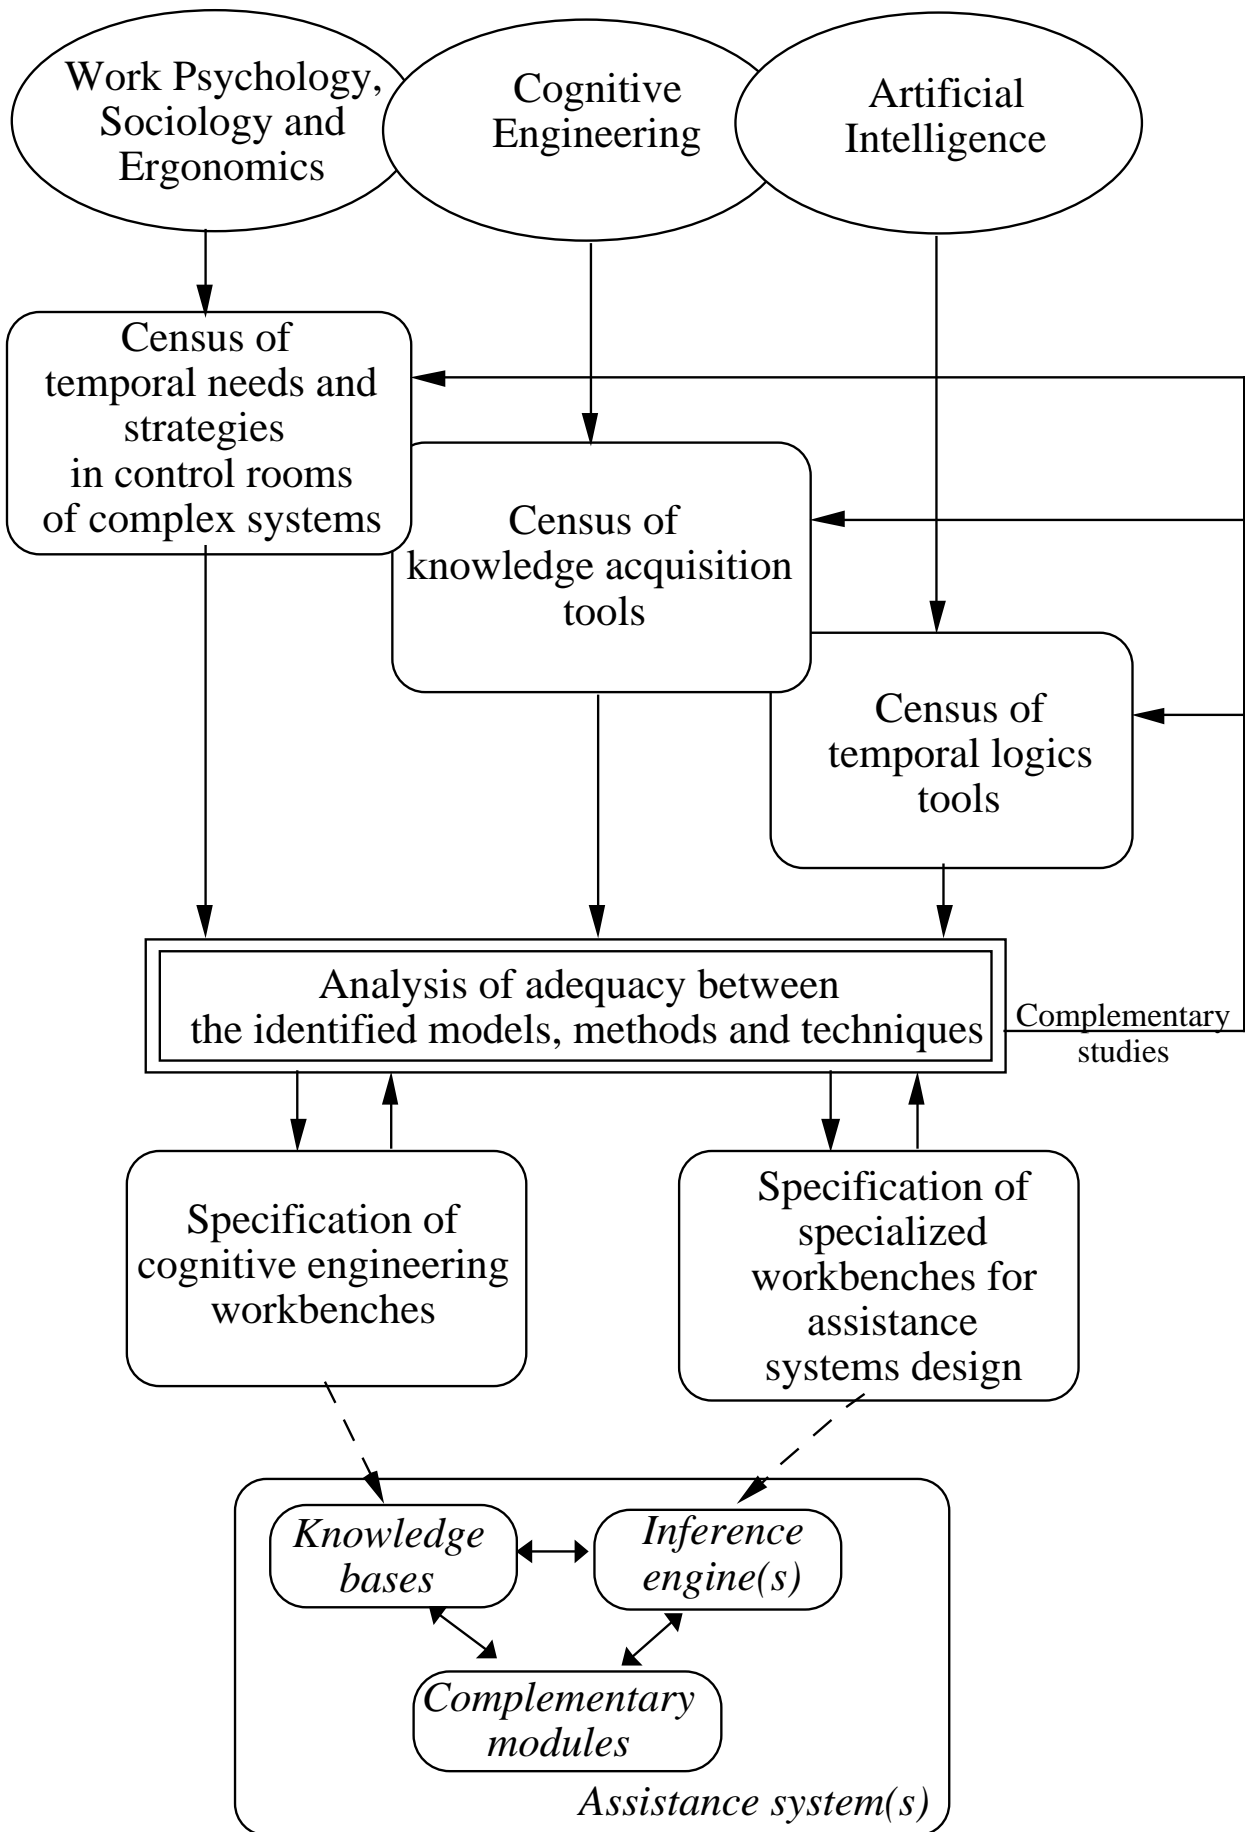 Work Psychology,
Sociology and
Ergonomics
Cognitive
Engineering
Artificial
Intelligence
Census of
temporal needs and
strategies
in control rooms
of complex systems
Census of
knowledge acquisition
tools
Census of
temporal logics
tools
Analysis of adequacy between
the identified models, methods and techniques
Complementary
studies
Specification of
cognitive engineering
workbenches
Specification of
specialized
workbenches for
assistance
systems design
Knowledge
bases
Inference
engine(s)
Complementary
modules
Assistance system(s)